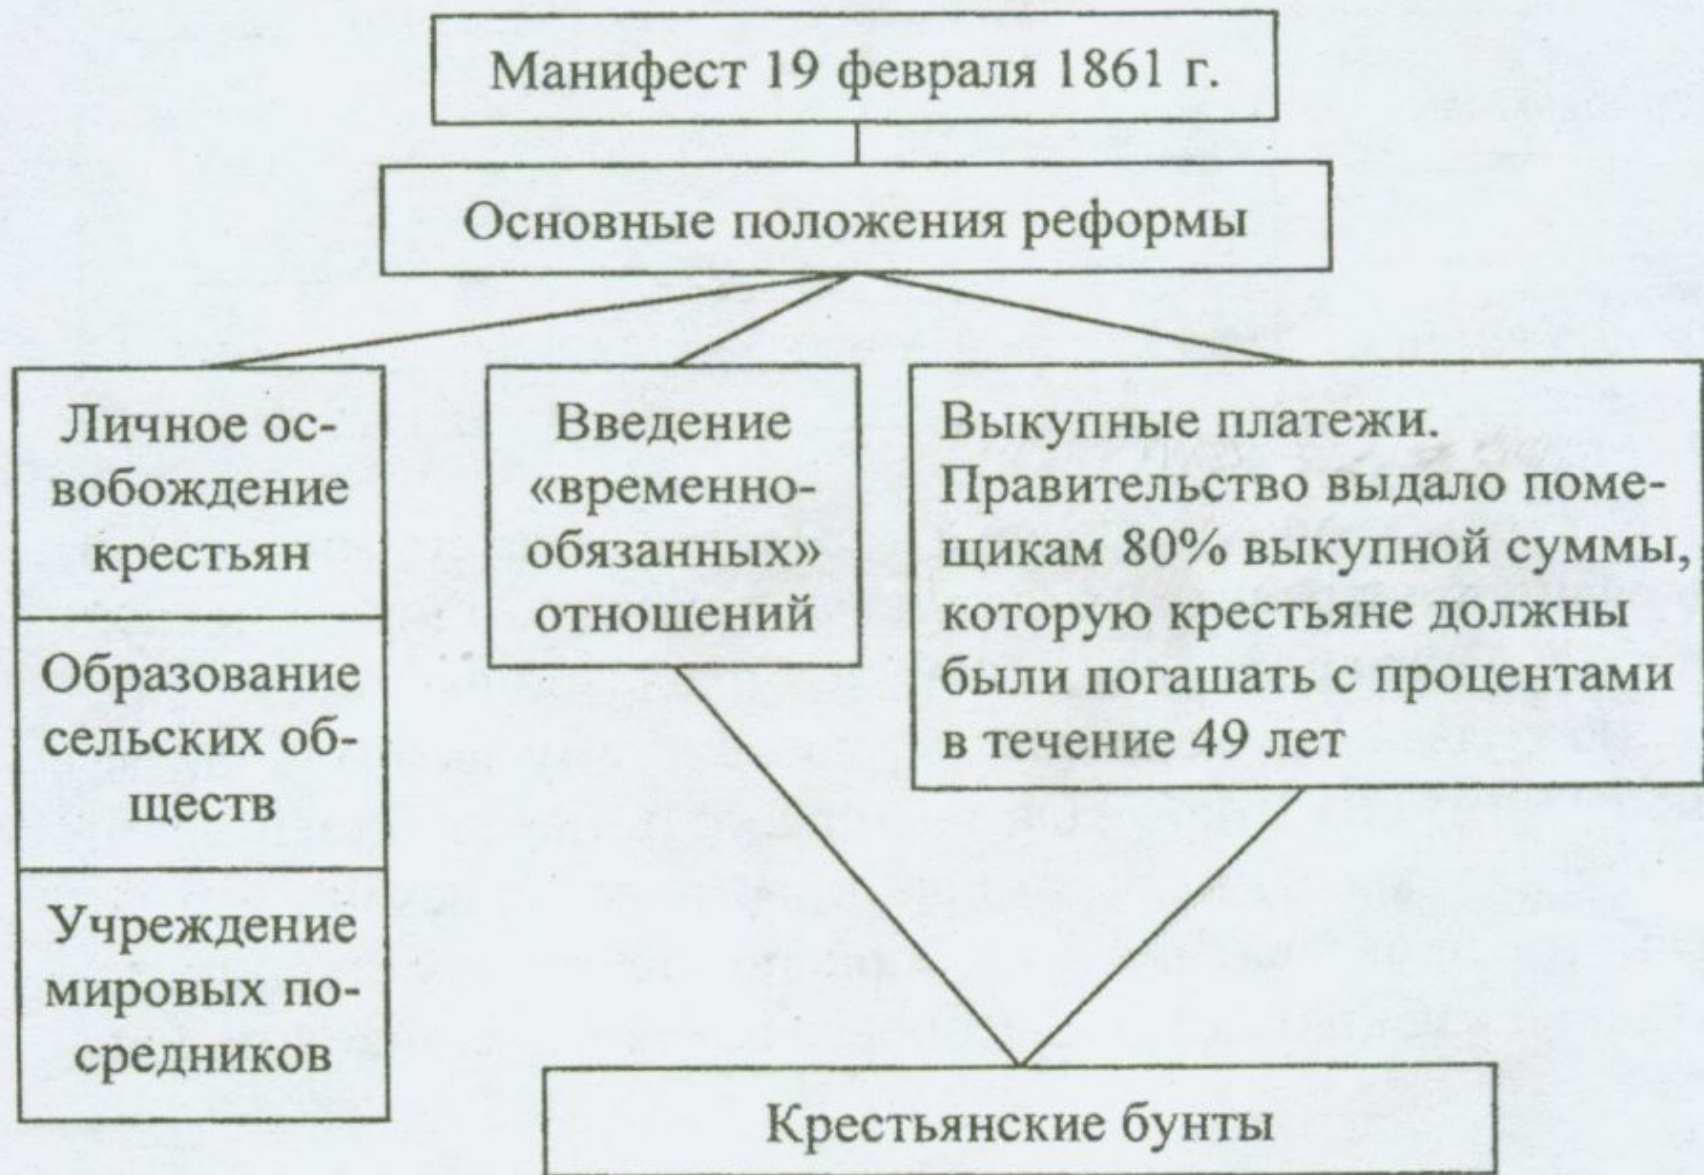 Манифест 19 февраля 1861 г.
Основные положения реформы
Личное ос-
вобождение
крестьян
Образование
сельских об-
ществ
Учреждение
мировых по-
средников
Введение
«временно-
обязанных»
отношений
Выкупные платежи.
Правительство выдало поме-
щикам 80% выкупной суммы,
которую крестьяне должны
были погашать с процентами
в течение 49 лет
Крестьянские бунты